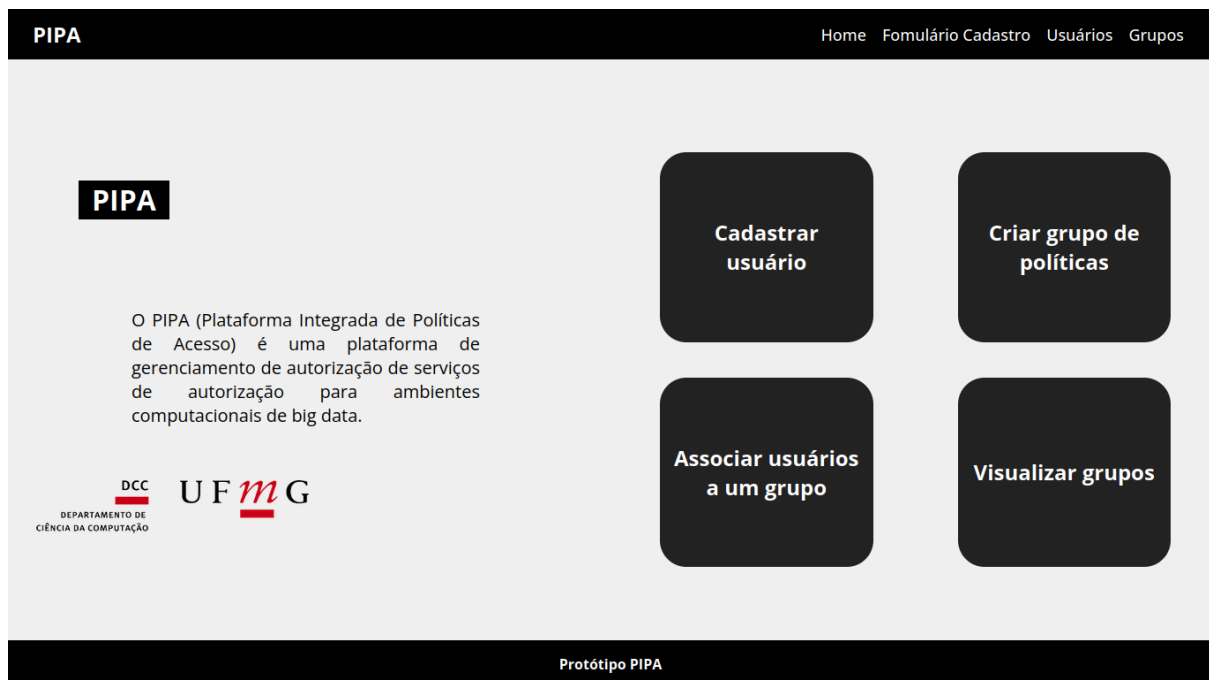 PIPA
Home Fomulário Cadastro Usuários Grupos
PIPA
O PIPA (Plataforma Integrada de Políticas
de Acesso) é uma plataforma de
gerenciamento de autorização de serviços
de autorização para ambientes
computacionais de big data.
DCC
DEPARTAMENTO DE
CIÊNCIA DA COMPUTAÇÃO
UFmG
Cadastrar
usuário
Criar grupo de
políticas
Associar usuários
a um grupo
Visualizar grupos
Protótipo PIPA